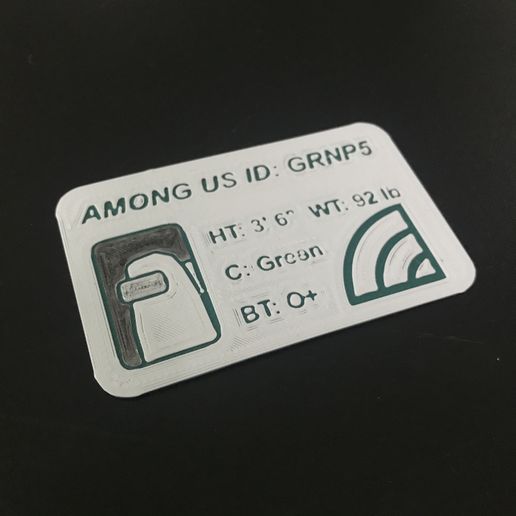 AMONG US ID: GRNP5
HT: 3' 6" WT: 92 lb
C: Green
BT: O+